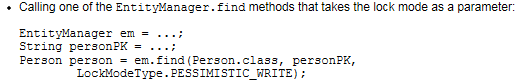 • Calling one of the EntityManager.find methods that takes the lock mode as a parameter:
EntityManager em = ...;
String personPK = ...;
Person person = em.find(Person.class, personPK,
        LockModeType.PESSIMISTIC_WRITE);